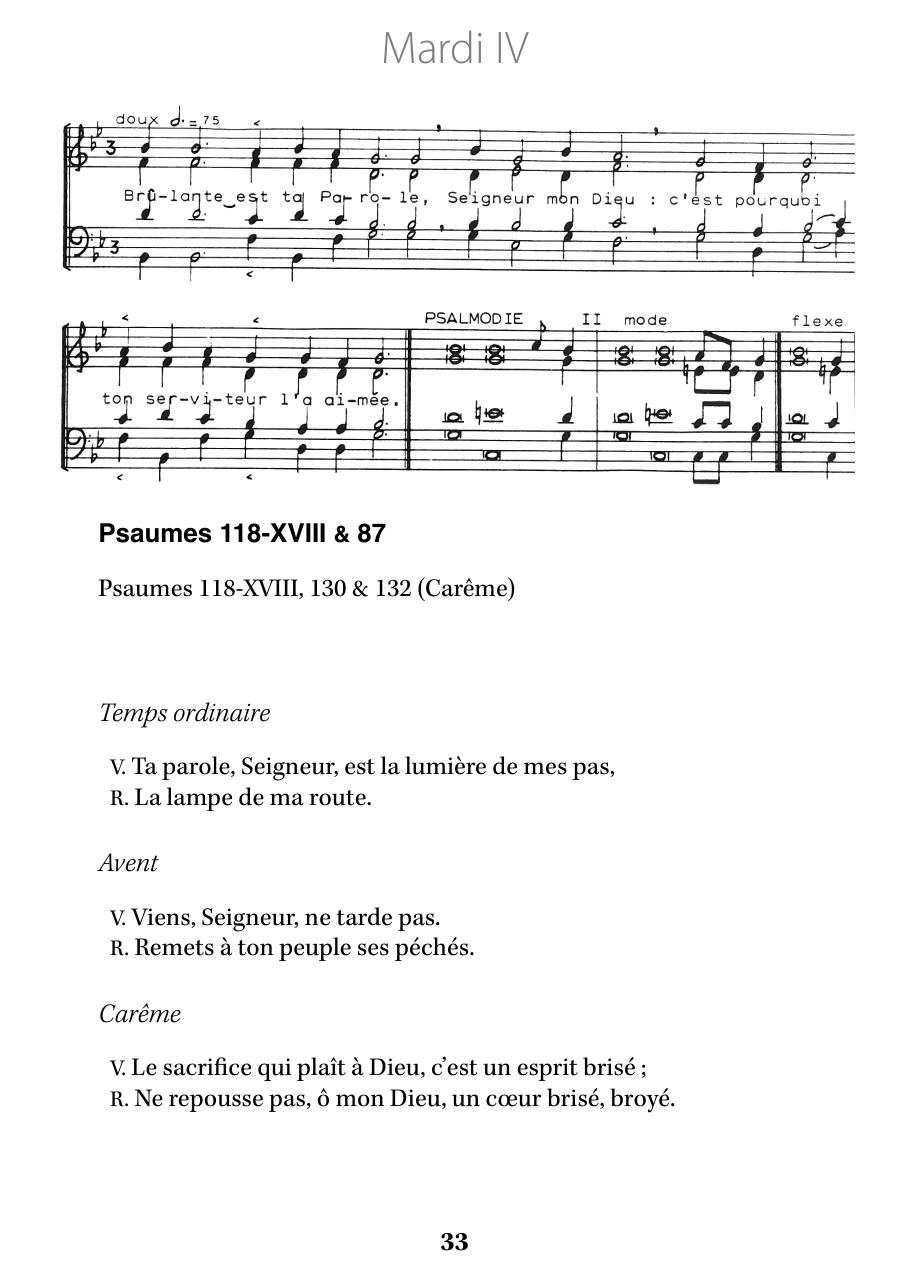 Mardi IV
doux 𝅗𝅥. = 75
3
Brû-lante‿est ta Pa-ro-le, Seigneur mon Dieu : c'est pourquoi
3
PSALMODIE II mode flexe
ton ser-vi-teur l'a ai-mée.
Psaumes 118-XVIII & 87
Psaumes 118-XVIII, 130 & 132 (Carême)
Temps ordinaire
V. Ta parole, Seigneur, est la lumière de mes pas,
R. La lampe de ma route.
Avent
V. Viens, Seigneur, ne tarde pas.
R. Remets à ton peuple ses péchés.
Carême
V. Le sacrifice qui plaît à Dieu, c’est un esprit brisé ;
R. Ne repousse pas, ô mon Dieu, un cœur brisé, broyé.
33